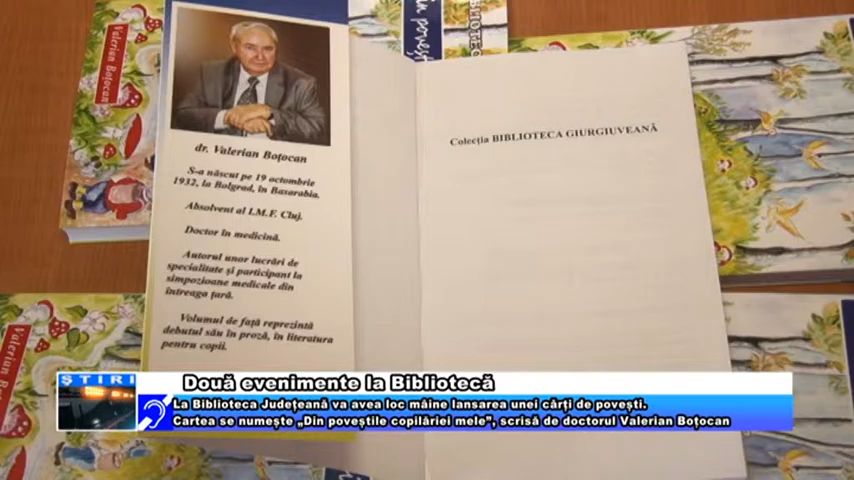 Valerian Boțocan
din povești
BIBLIOTECA
dr. Valerian Boțocan
S-a născut pe 19 octombrie
1932, la Bolgrad, în Basarabia.
Absolvent al I.M.F. Cluj.
Doctor în medicină.
Autorul unor lucrări de
specialitate și participant la
simpozioane medicale din
întreaga țară.
Volumul de față reprezintă
debutul său în proză, în literatura
pentru copii.
Colecția BIBLIOTECA GIURGIUVEANĂ
Valerian
ȘTIRI
Două evenimente la Bibliotecă
La Biblioteca Județeană va avea loc mâine lansarea unei cărți de povești.
Cartea se numește „Din poveștile copilăriei mele”, scrisă de doctorul Valerian Boțocan